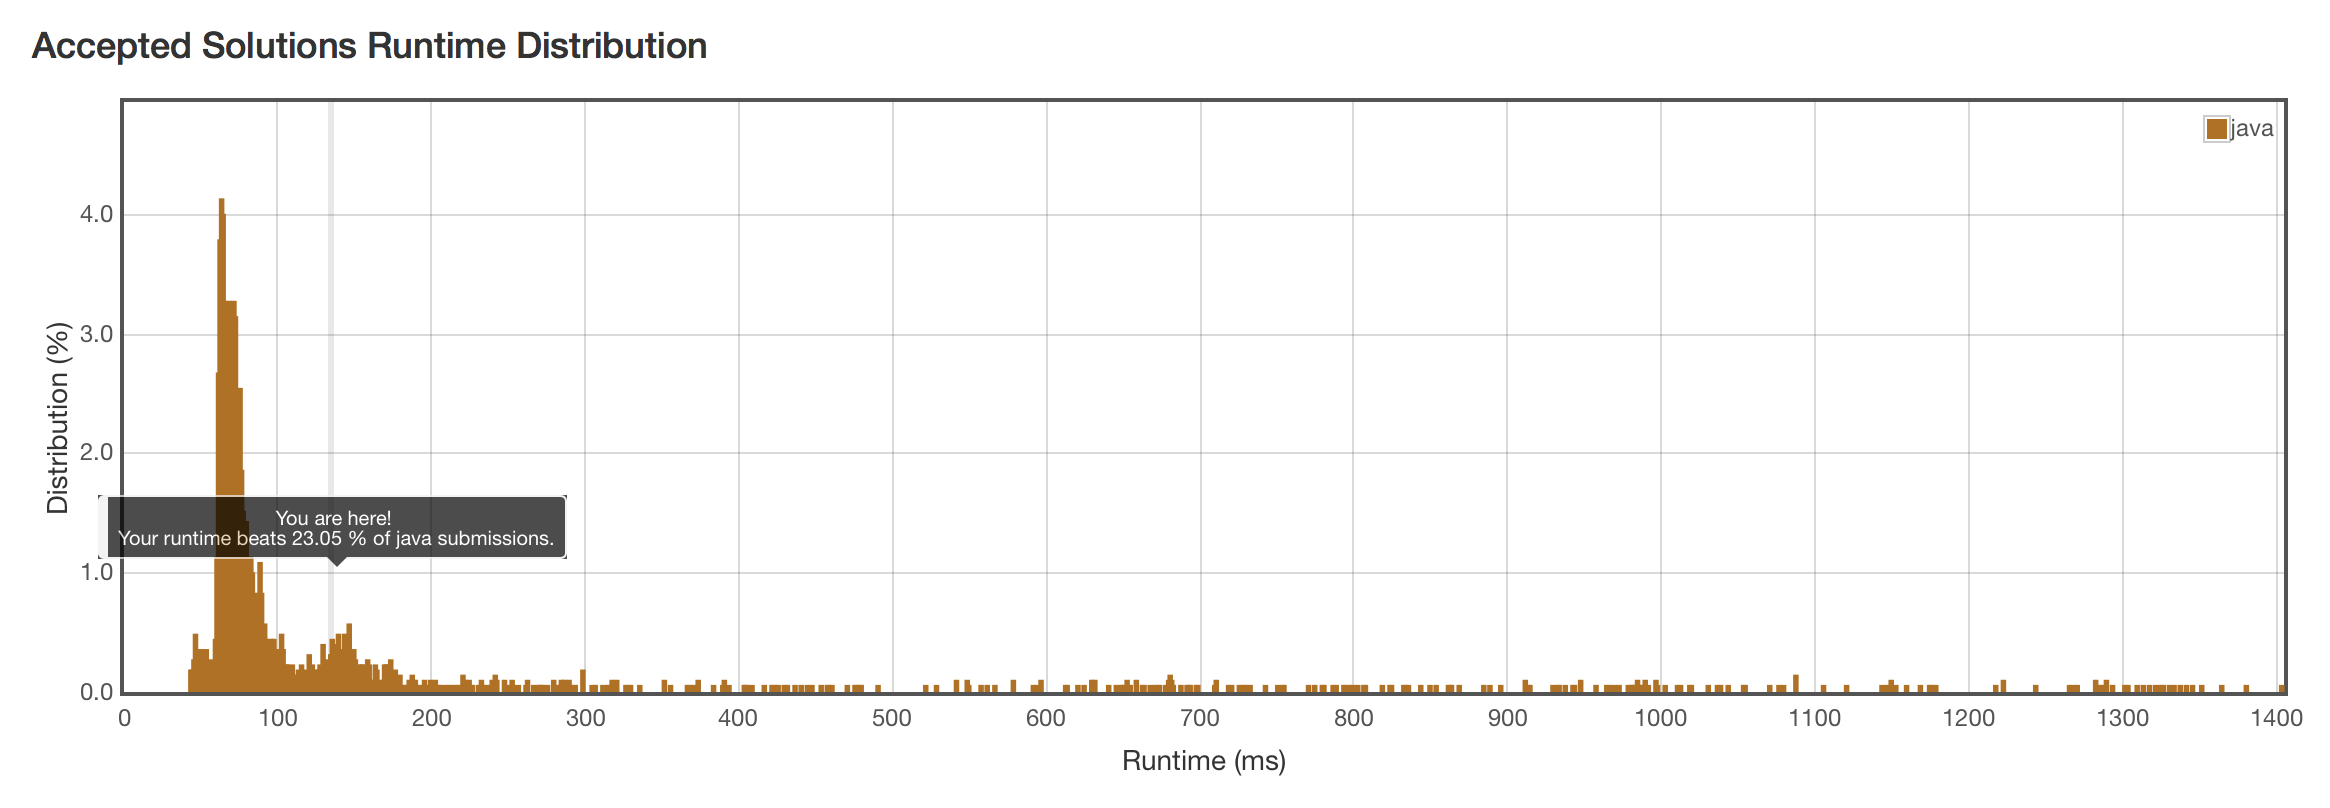 Accepted Solutions Runtime Distribution
java
4.0
3.0
2.0
1.0
0.0
Distribution (%)
You are here!
Your runtime beats 23.05 % of java submissions.
0 100 200 300 400 500 600 700 800 900 1000 1100 1200 1300 1400
Runtime (ms)